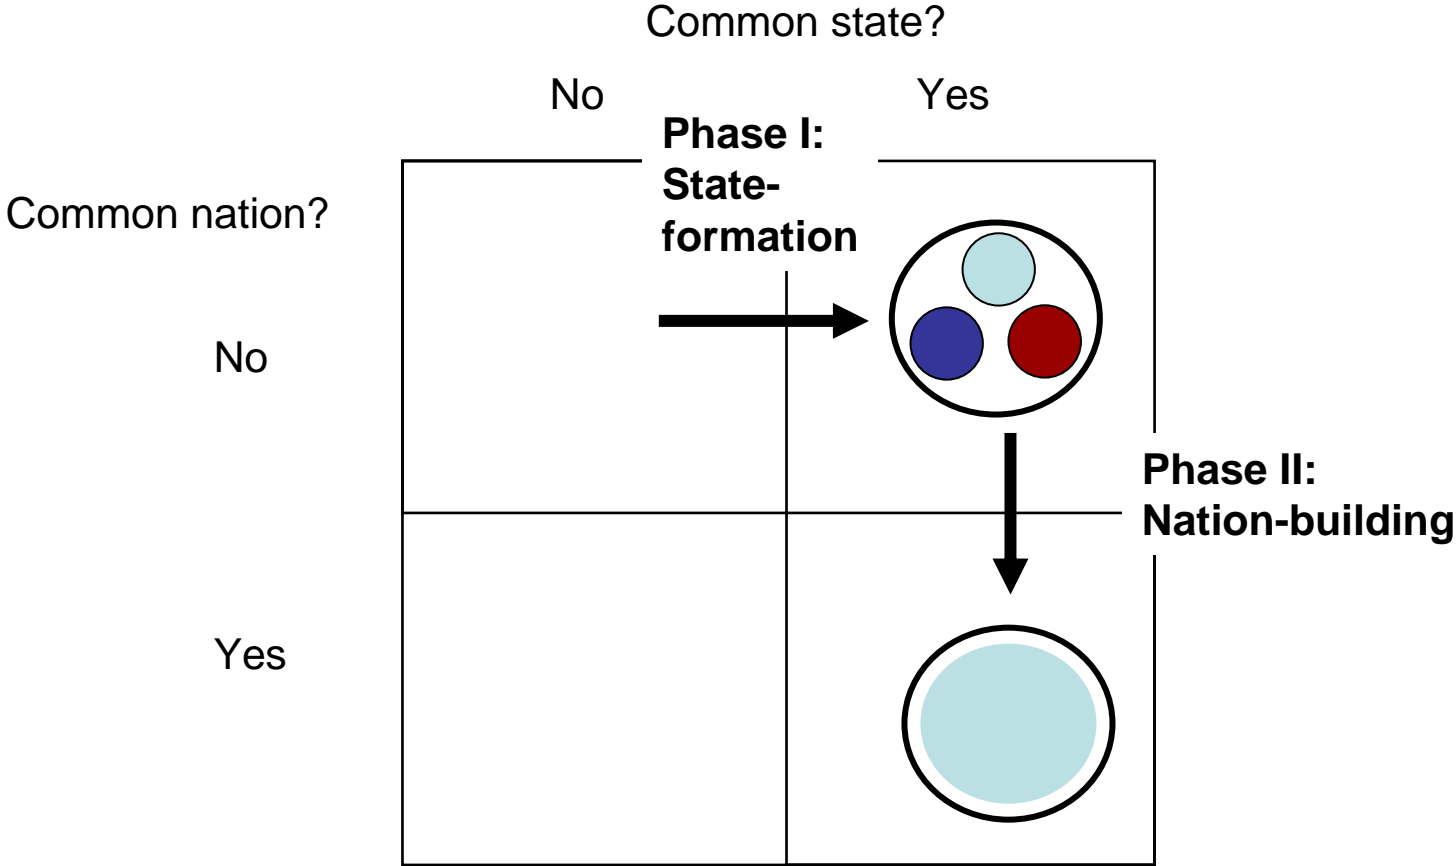 Common state?
No
Yes
Phase I:
State-
formation
Common nation?
No
Phase II:
Nation-building
Yes